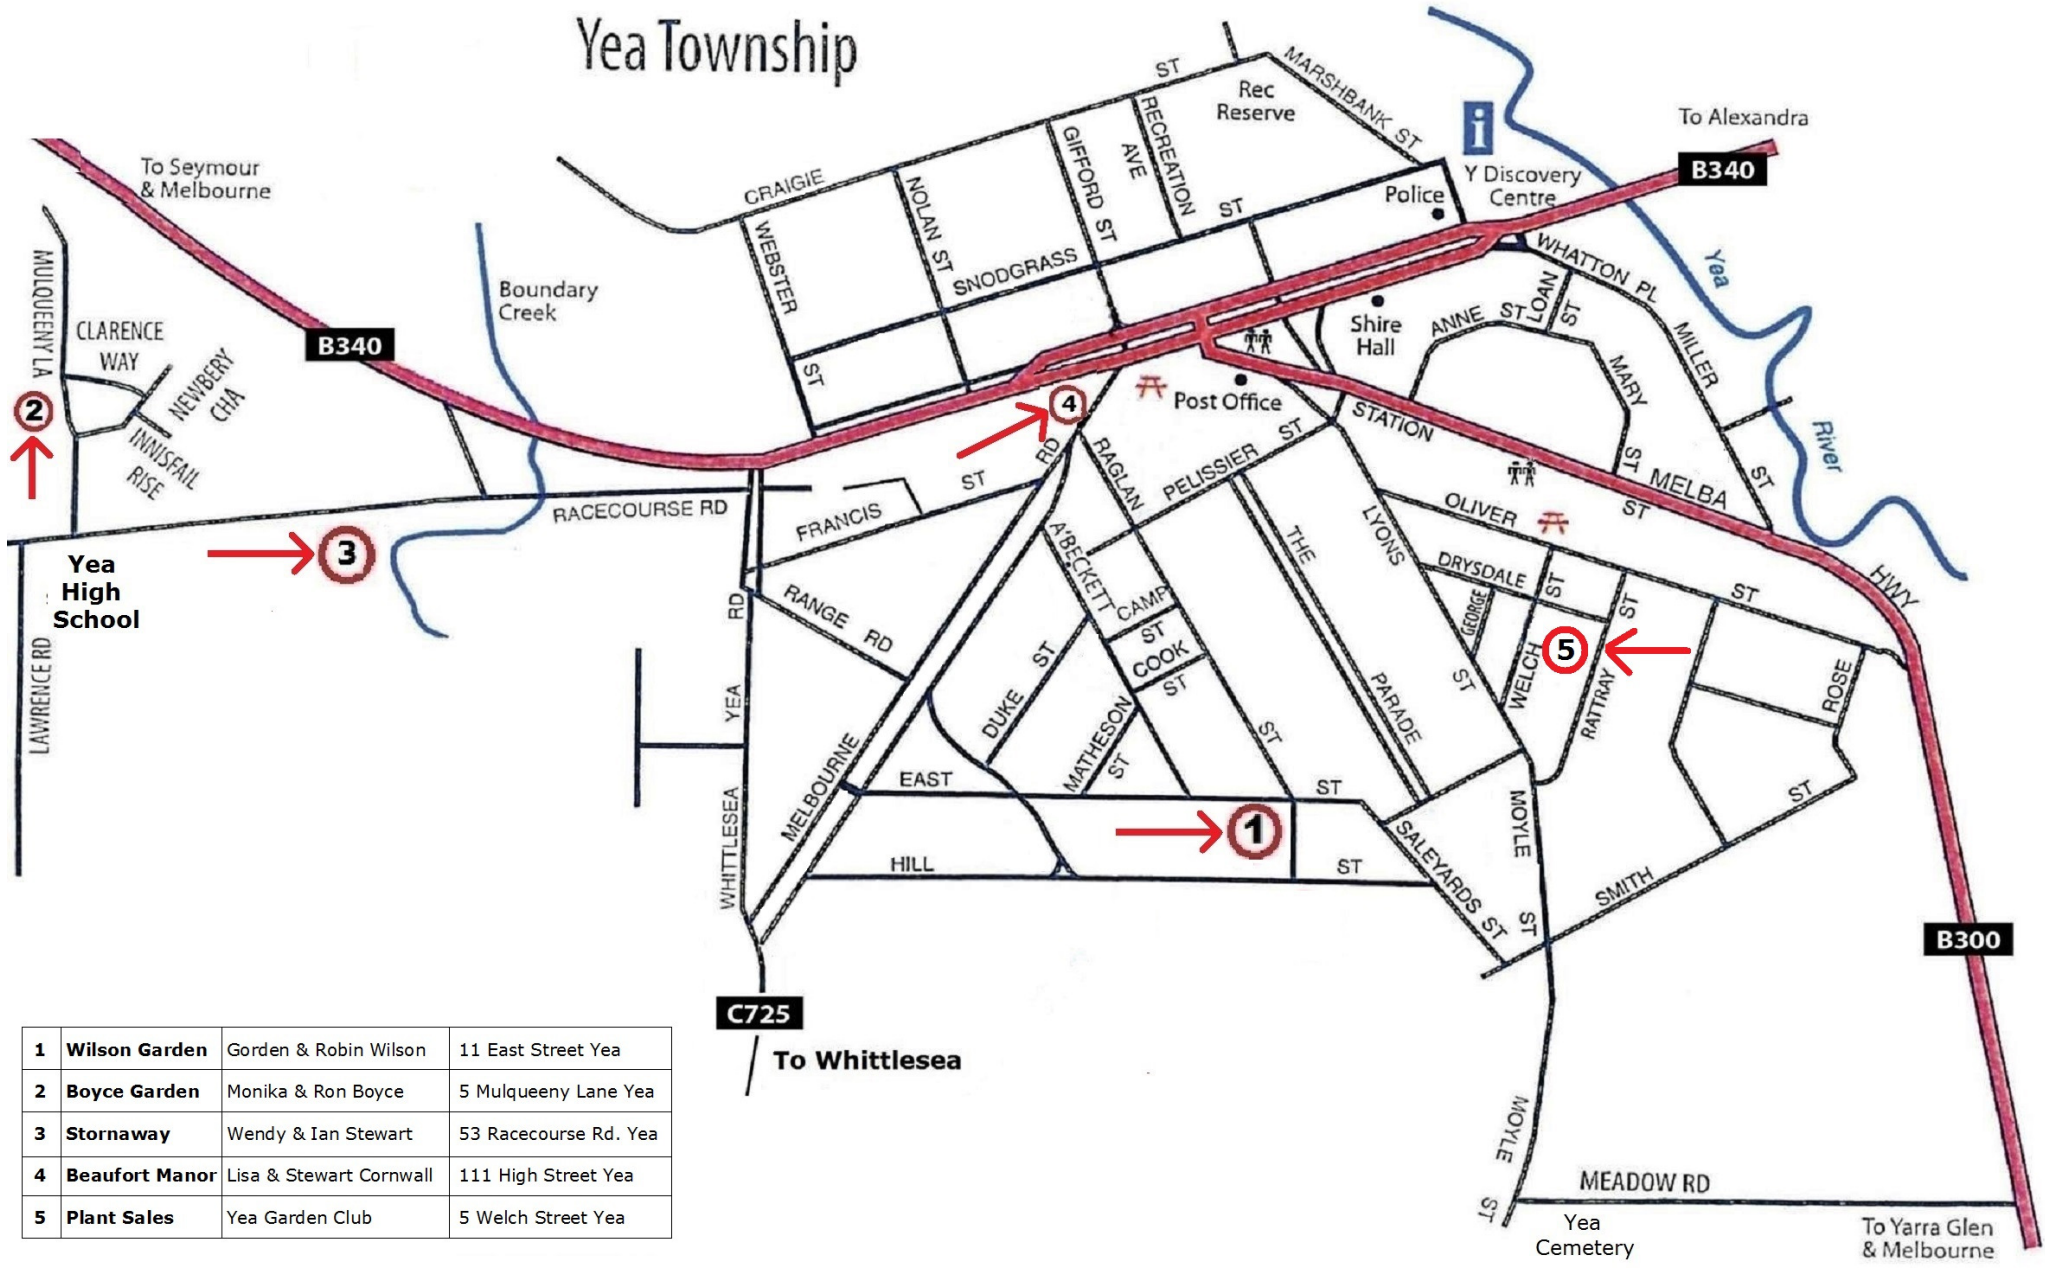 Yea Township
To Seymour
& Melbourne
B340
MULQUEENY LA
CLARENCE
WAY
NEWBERY
CHA
INNISFAIL
RISE
2
Boundary
Creek
3
Yea
High
School
LAWRENCE RD
RACECOURSE RD
CRAIGIE ST
WEBSTER ST
NOLAN ST
GIFFORD ST
RECREATION
AVE
SNODGRASS ST
Rec
Reserve
MARSHBANK ST
Police
i
Y Discovery
Centre
To Alexandra
B340
Yea River
WHATTON PL
LOAN
ST
ANNE ST
MARY ST
MILLER ST
Shire
Hall
Post Office
4
STATION ST
MELBA HWY
FRANCIS ST
RANGE RD
WHITTLESEA YEA RD
MELBOURNE RD
RAGLAN ST
PELISSIER ST
A'BECKETT
CAMP
ST
COOK
ST
DUKE ST
MATHESON
ST
THE PARADE
LYONS ST
OLIVER ST
DRYSDALE
GEORGE
WELCH ST
RATTRAY ST
5
ROSE
ST
EAST ST
1
HILL ST
SALEYARDS ST
MOYLE ST
SMITH
B300
C725
To Whittlesea
MOYLE ST
MEADOW RD
Yea
Cemetery
To Yarra Glen
& Melbourne
1 Wilson Garden Gorden & Robin Wilson 11 East Street Yea
2 Boyce Garden Monika & Ron Boyce 5 Mulqueeny Lane Yea
3 Stornaway Wendy & Ian Stewart 53 Racecourse Rd. Yea
4 Beaufort Manor Lisa & Stewart Cornwall 111 High Street Yea
5 Plant Sales Yea Garden Club 5 Welch Street Yea